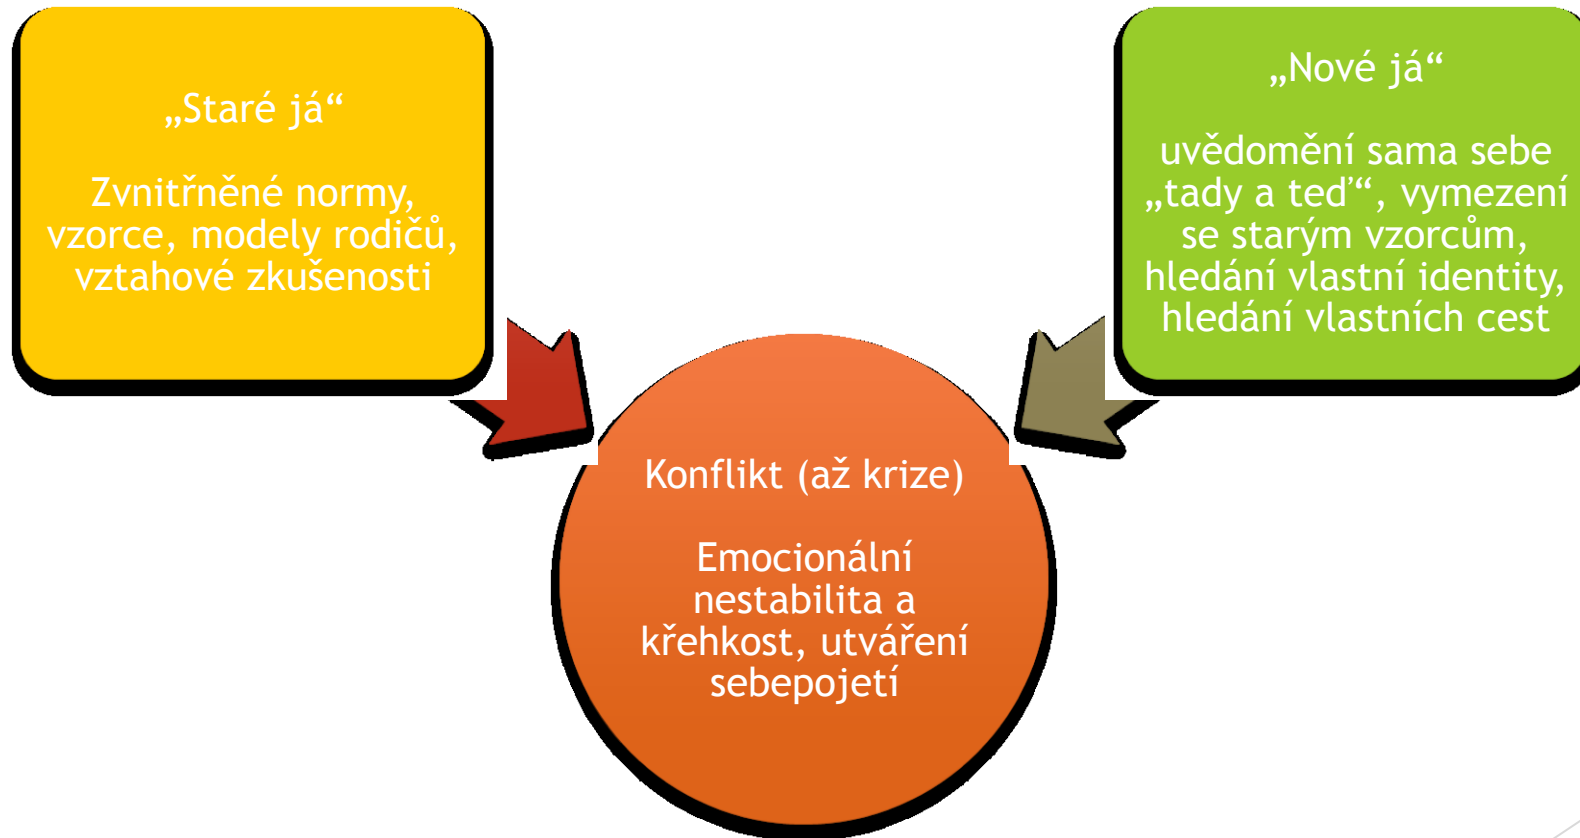 „Staré já“
Zvnitřněné normy,
vzorce, modely rodičů,
vztahové zkušenosti
„Nové já“
uvědomění sama sebe
„tady a teď“, vymezení
se starým vzorcům,
hledání vlastní identity,
hledání vlastních cest
Konflikt (až krize)
Emocionální
nestabilita a
křehkost, utváření
sebepojetí